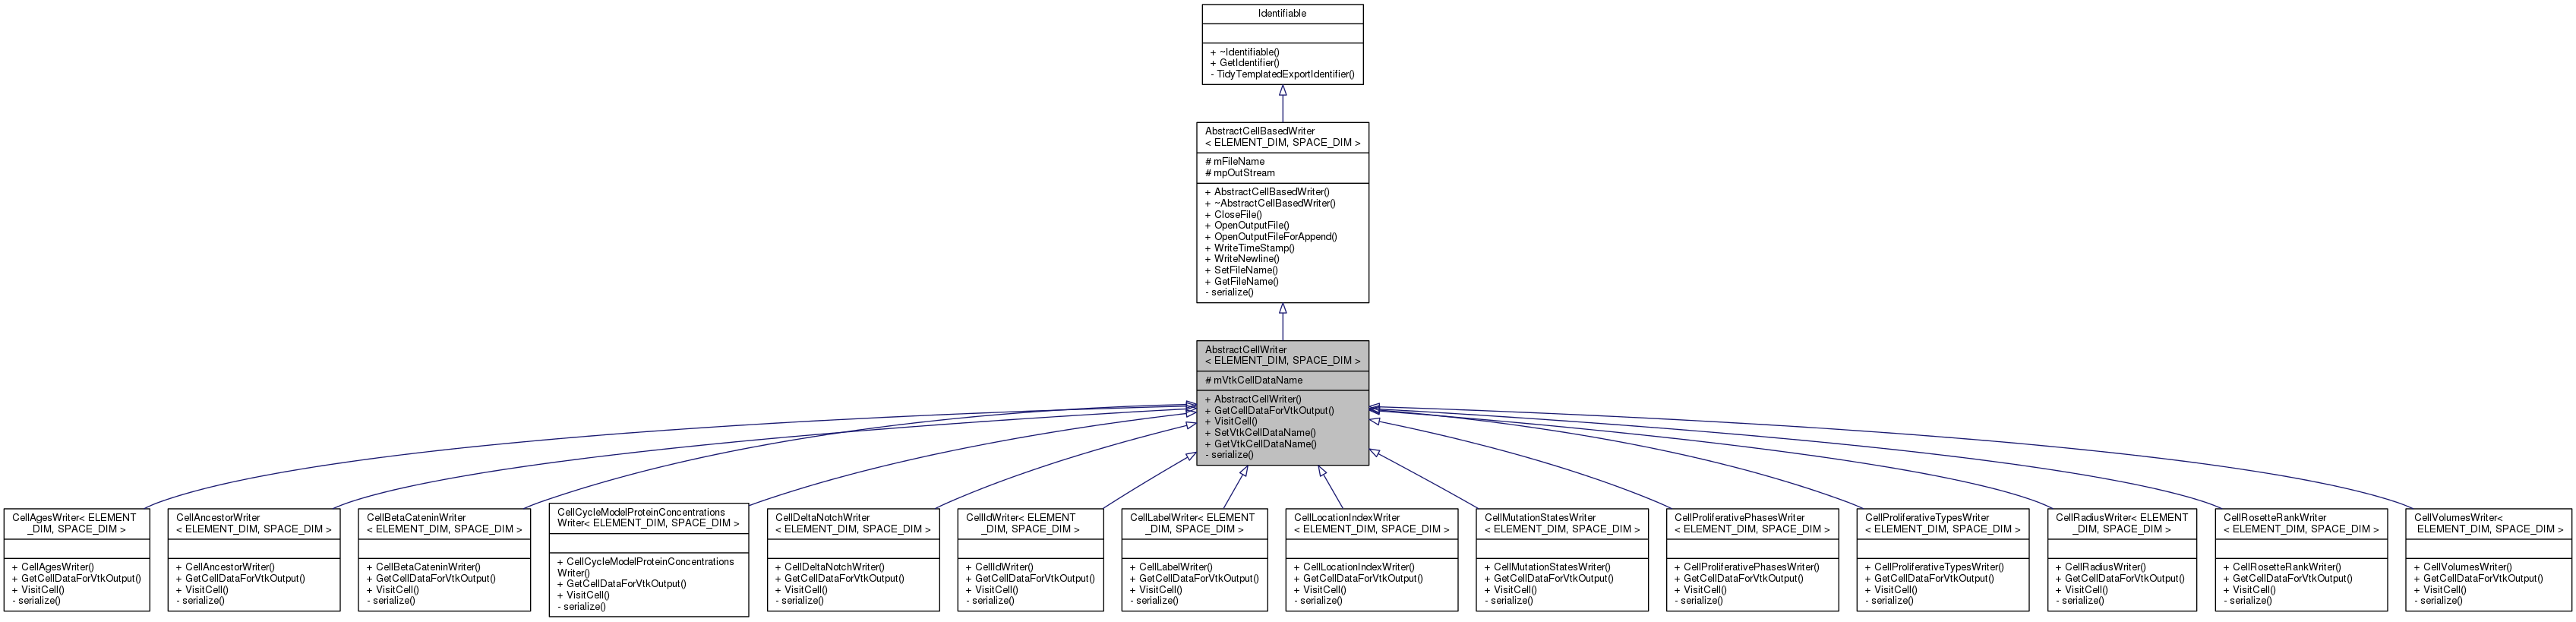 Identifiable
+ ~Identifiable()
+ GetIdentifier()
- TidyTemplatedExportIdentifier()
AbstractCellBasedWriter
< ELEMENT_DIM, SPACE_DIM >
# mFileName
# mpOutStream
+ AbstractCellBasedWriter()
+ ~AbstractCellBasedWriter()
+ CloseFile()
+ OpenOutputFile()
+ OpenOutputFileForAppend()
+ WriteTimeStamp()
+ WriteNewline()
+ SetFileName()
+ GetFileName()
- serialize()
AbstractCellWriter
< ELEMENT_DIM, SPACE_DIM >
# mVtkCellDataName
+ AbstractCellWriter()
+ GetCellDataForVtkOutput()
+ VisitCell()
+ SetVtkCellDataName()
+ GetVtkCellDataName()
- serialize()
CellAgesWriter< ELEMENT
_DIM, SPACE_DIM >
+ CellAgesWriter()
+ GetCellDataForVtkOutput()
+ VisitCell()
- serialize()
CellAncestorWriter
< ELEMENT_DIM, SPACE_DIM >
+ CellAncestorWriter()
+ GetCellDataForVtkOutput()
+ VisitCell()
- serialize()
CellBetaCateninWriter
< ELEMENT_DIM, SPACE_DIM >
+ CellBetaCateninWriter()
+ GetCellDataForVtkOutput()
+ VisitCell()
- serialize()
CellCycleModelProteinConcentrations
Writer< ELEMENT_DIM, SPACE_DIM >
+ CellCycleModelProteinConcentrations
Writer()
+ GetCellDataForVtkOutput()
+ VisitCell()
- serialize()
CellDeltaNotchWriter
< ELEMENT_DIM, SPACE_DIM >
+ CellDeltaNotchWriter()
+ GetCellDataForVtkOutput()
+ VisitCell()
- serialize()
CellIdWriter< ELEMENT
_DIM, SPACE_DIM >
+ CellIdWriter()
+ GetCellDataForVtkOutput()
+ VisitCell()
- serialize()
CellLabelWriter< ELEMENT
_DIM, SPACE_DIM >
+ CellLabelWriter()
+ GetCellDataForVtkOutput()
+ VisitCell()
- serialize()
CellLocationIndexWriter
< ELEMENT_DIM, SPACE_DIM >
+ CellLocationIndexWriter()
+ GetCellDataForVtkOutput()
+ VisitCell()
- serialize()
CellMutationStatesWriter
< ELEMENT_DIM, SPACE_DIM >
+ CellMutationStatesWriter()
+ GetCellDataForVtkOutput()
+ VisitCell()
- serialize()
CellProliferativePhasesWriter
< ELEMENT_DIM, SPACE_DIM >
+ CellProliferativePhasesWriter()
+ GetCellDataForVtkOutput()
+ VisitCell()
- serialize()
CellProliferativeTypesWriter
< ELEMENT_DIM, SPACE_DIM >
+ CellProliferativeTypesWriter()
+ GetCellDataForVtkOutput()
+ VisitCell()
- serialize()
CellRadiusWriter< ELEMENT
_DIM, SPACE_DIM >
+ CellRadiusWriter()
+ GetCellDataForVtkOutput()
+ VisitCell()
- serialize()
CellRosetteRankWriter
< ELEMENT_DIM, SPACE_DIM >
+ CellRosetteRankWriter()
+ GetCellDataForVtkOutput()
+ VisitCell()
- serialize()
CellVolumesWriter<
ELEMENT_DIM, SPACE_DIM >
+ CellVolumesWriter()
+ GetCellDataForVtkOutput()
+ VisitCell()
- serialize()